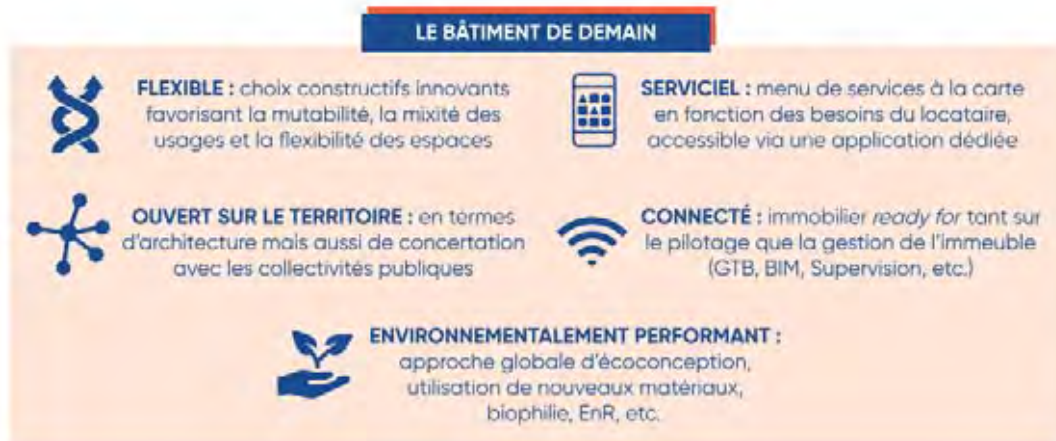 LE BÂTIMENT DE DEMAIN
FLEXIBLE : choix constructifs innovants
favorisant la mutabilité, la mixité des
usages et la flexibilité des espaces
SERVICIEL : menu de services à la carte
en fonction des besoins du locataire,
accessible via une application dédiée
OUVERT SUR LE TERRITOIRE : en termes
d'architecture mais aussi de concertation
avec les collectivités publiques
CONNECTÉ : immobilier ready for tant sur
le pilotage que la gestion de l'immeuble
(GTB, BIM, Supervision, etc.)
ENVIRONNEMENTALEMENT PERFORMANT :
approche globale d'écoconception,
utilisation de nouveaux matériaux,
biophilie, EnR, etc.